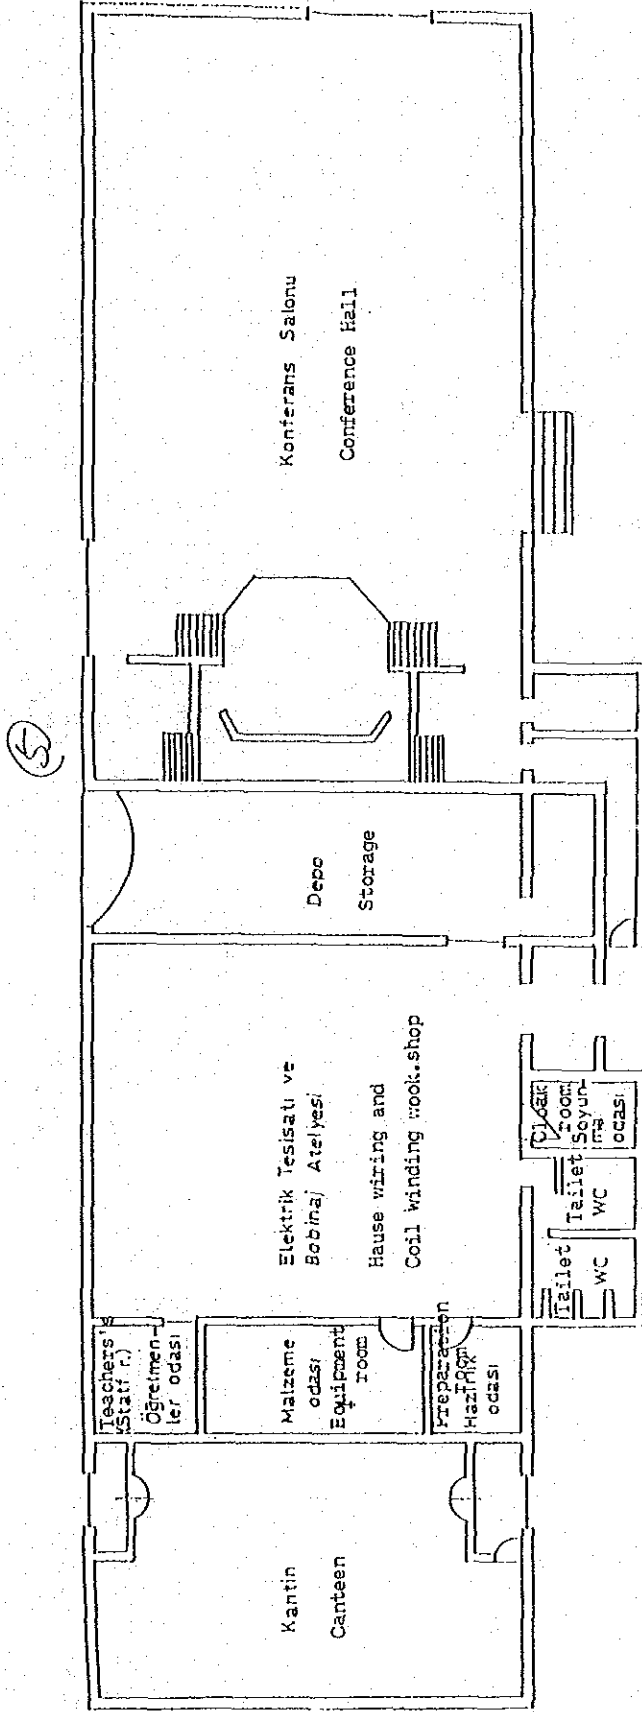 5
Konferans Salonu
Conference Hall
Depo
Storage
Elektrik Tesisatı ve
Bobinaj Atelyesi
Hause wiring and
Coil winding wook.shop
Cloak
room
Soyun-
ma
odası
Tailet
Tailet
WC
Tailet
WC
Teachers's
(Staff r.)
Öğretmen-
ler odası
Malzeme
odası
Equipment
room
Preparation
room
Hazırlık
odası
Kantin
Canteen